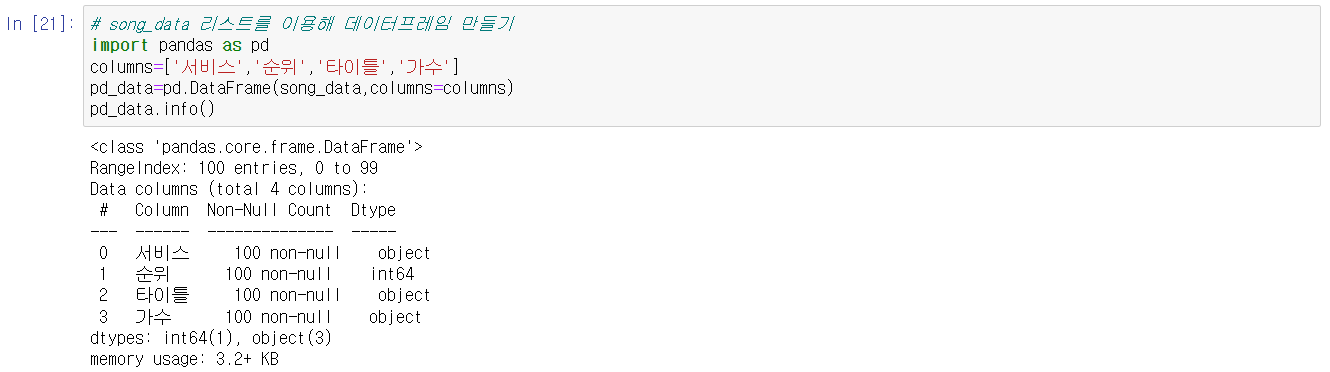 In [21]:
# song_data 리스트를 이용해 데이터프레임 만들기
import pandas as pd
columns=['서비스','순위','타이틀','가수']
pd_data=pd.DataFrame(song_data,columns=columns)
pd_data.info()
<class 'pandas.core.frame.DataFrame'>
RangeIndex: 100 entries, 0 to 99
Data columns (total 4 columns):
 #   Column  Non-Null Count  Dtype
---  ------  --------------  -----
 0   서비스     100 non-null    object
 1   순위      100 non-null    int64
 2   타이틀     100 non-null    object
 3   가수      100 non-null    object
dtypes: int64(1), object(3)
memory usage: 3.2+ KB